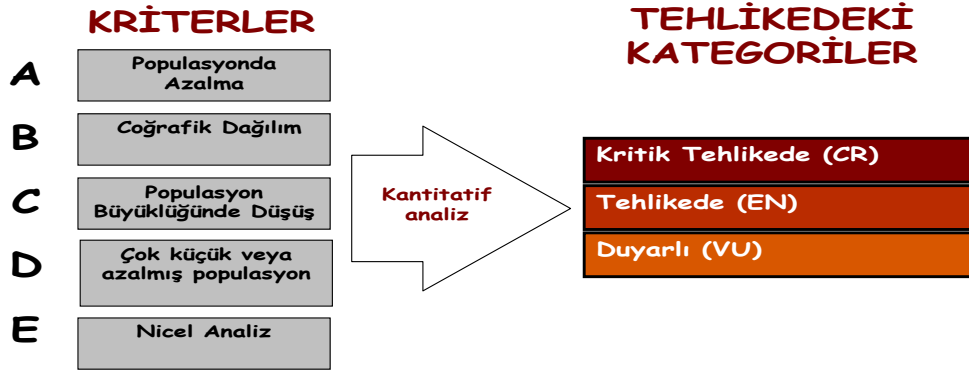 KRİTERLER
A
Populasyonda
Azalma
B
Coğrafik Dağılım
C
Populasyon
Büyüklüğünde Düşüş
D
Çok küçük veya
azalmış populasyon
E
Nicel Analiz
Kantitatif
analiz
TEHLİKEDEKİ
KATEGORİLER
Kritik Tehlikede (CR)
Tehlikede (EN)
Duyarlı (VU)